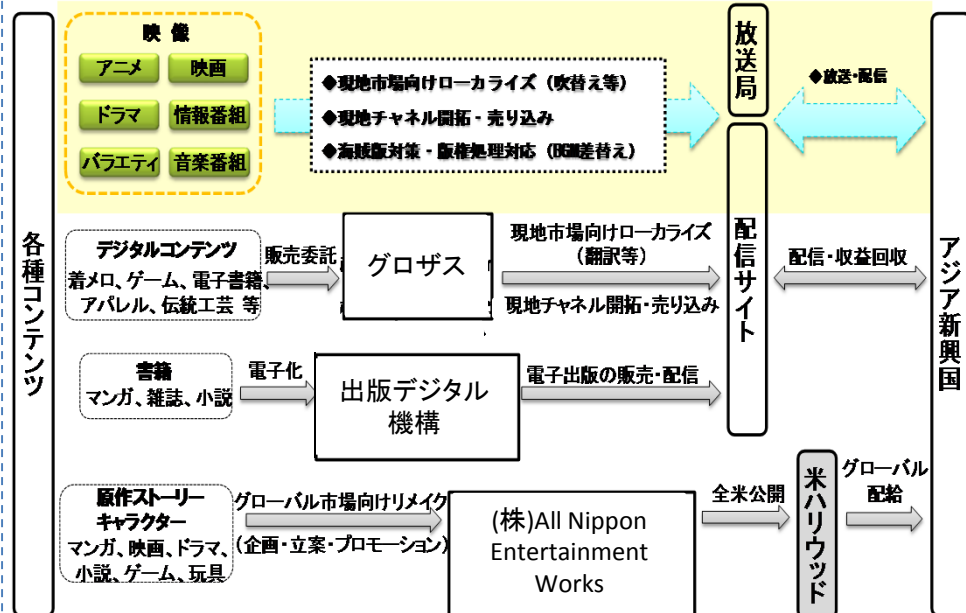 各種コンテンツ
映 像
アニメ
映画
ドラマ
情報番組
バラエティ
音楽番組
◆現地市場向けローカライズ（吹替え等）
◆現地チャネル開拓・売り込み
◆海賊版対策・版権処理対応（BGM差替え）
放送局
◆放送・配信
デジタルコンテンツ
着メロ、ゲーム、電子書籍、
アパレル、伝統工芸 等
販売委託
グロザス
現地市場向けローカライズ
（翻訳等）
現地チャネル開拓・売り込み
配信サイト
配信・収益回収
アジア新興国
書籍
マンガ、雑誌、小説
電子化
出版デジタル
機構
電子出版の販売・配信
原作ストーリー
キャラクター
マンガ、映画、ドラマ、
小説、ゲーム、玩具
グローバル市場向けリメイク
(企画・立案・プロモーション)
(株)All Nippon
Entertainment
Works
全米公開
米ハリウッド
グローバル
配給